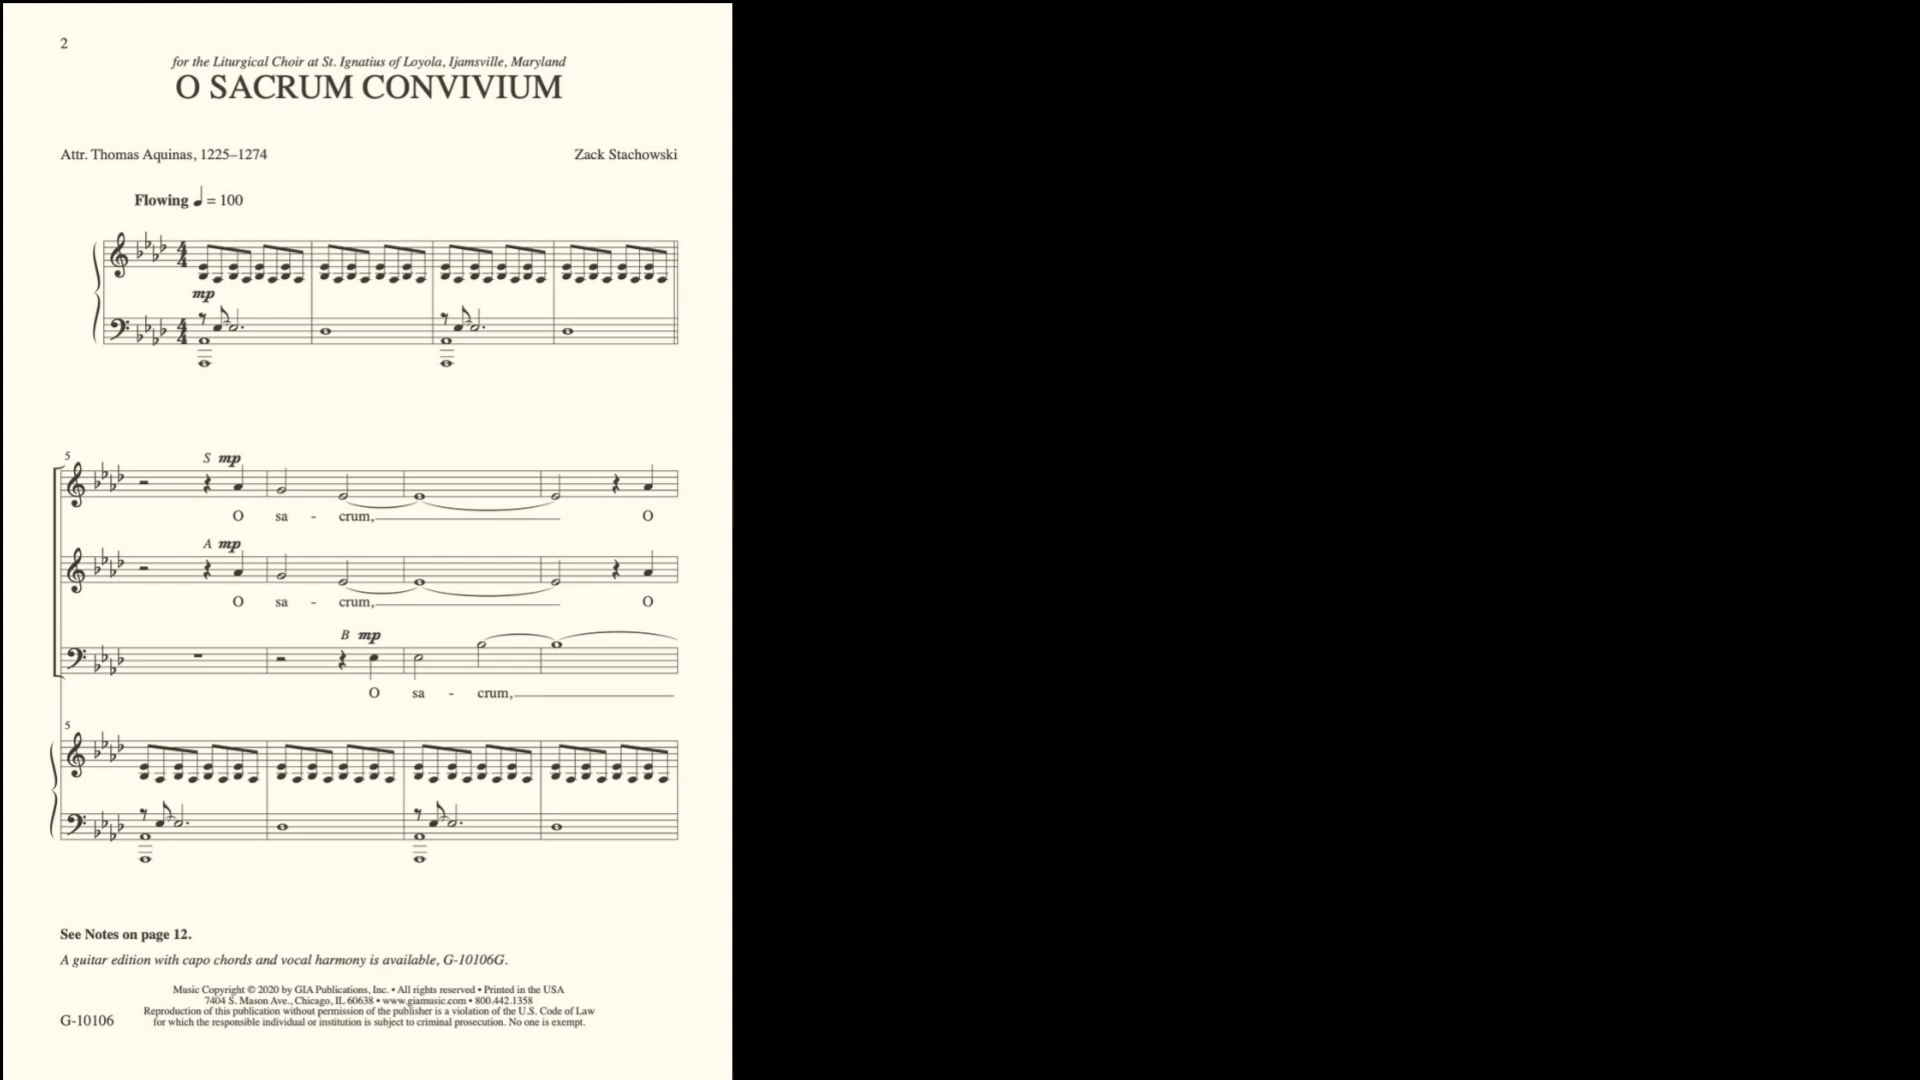 2
for the Liturgical Choir at St. Ignatius of Loyola, Ijamsville, Maryland
O SACRUM CONVIVIUM
Attr. Thomas Aquinas, 1225–1274
Zack Stachowski
Flowing ♩ = 100
mp
5
S mp
O sa - crum, O
A mp
O sa - crum, O
B mp
O sa - crum,
5
See Notes on page 12.
A guitar edition with capo chords and vocal harmony is available, G-10106G.
Music Copyright © 2020 by GIA Publications, Inc. • All rights reserved • Printed in the USA
7404 S. Mason Ave., Chicago, IL 60638 • www.giamusic.com • 800.442.1358
Reproduction of this publication without permission of the publisher is a violation of the U.S. Code of Law
for which the responsible individual or institution is subject to criminal prosecution. No one is exempt.
G-10106